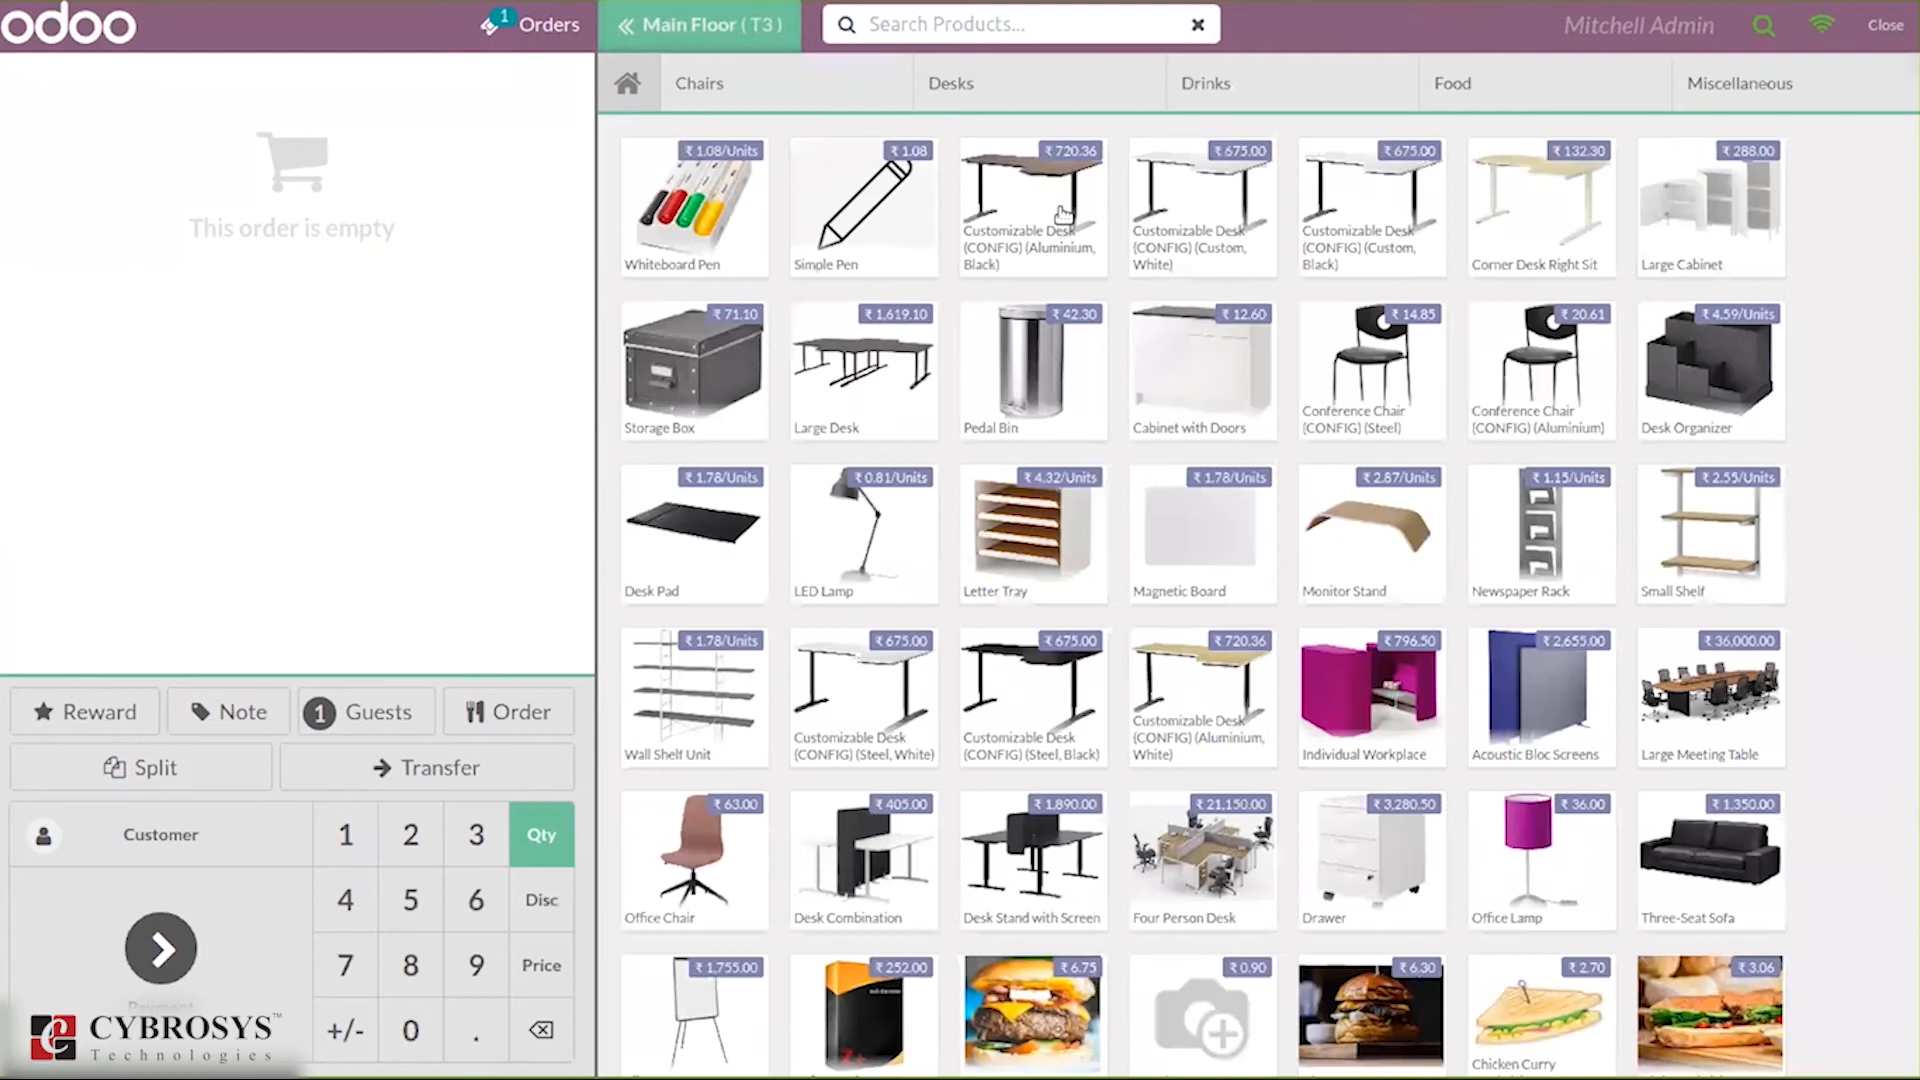 odoo
1 Orders
Main Floor ( T3 )
Search Products...
Mitchell Admin
Close
This order is empty
Chairs
Desks
Drinks
Food
Miscellaneous
₹ 1.08/Units
Whiteboard Pen
₹ 1.08
Simple Pen
₹ 720.36
Customizable Desk
(CONFIG) (Aluminium,
Black)
₹ 675.00
Customizable Desk
(CONFIG) (Custom,
White)
₹ 675.00
Customizable Desk
(CONFIG) (Custom,
Black)
₹ 132.30
Corner Desk Right Sit
₹ 288.00
Large Cabinet
₹ 71.10
Storage Box
₹ 1,619.10
Large Desk
₹ 42.30
Pedal Bin
₹ 12.60
Cabinet with Doors
₹ 14.85
Conference Chair
(CONFIG) (Steel)
₹ 20.61
Conference Chair
(CONFIG) (Aluminium)
₹ 4.59/Units
Desk Organizer
₹ 1.78/Units
Desk Pad
₹ 0.81/Units
LED Lamp
₹ 4.32/Units
Letter Tray
₹ 1.78/Units
Magnetic Board
₹ 2.87/Units
Monitor Stand
₹ 1.15/Units
Newspaper Rack
₹ 2.55/Units
Small Shelf
₹ 1.78/Units
Wall Shelf Unit
₹ 675.00
Customizable Desk
(CONFIG) (Steel, White)
₹ 675.00
Customizable Desk
(CONFIG) (Steel, Black)
₹ 720.36
Customizable Desk
(CONFIG) (Aluminium,
White)
₹ 796.50
Individual Workplace
₹ 2,655.00
Acoustic Bloc Screens
₹ 36,000.00
Large Meeting Table
₹ 63.00
Office Chair
₹ 405.00
Desk Combination
₹ 1,890.00
Desk Stand with Screen
₹ 21,150.00
Four Person Desk
₹ 3,280.50
Drawer
₹ 36.00
Office Lamp
₹ 1,350.00
Three-Seat Sofa
₹ 1,755.00
₹ 252.00
₹ 6.75
₹ 0.90
₹ 6.30
₹ 2.70
Chicken Curry
₹ 3.06
Reward
Note
1 Guests
Order
Split
Transfer
Customer
1 2 3 Qty
4 5 6 Disc
7 8 9 Price
+/- 0 .
Payment
CYBROSYS™
Technologies